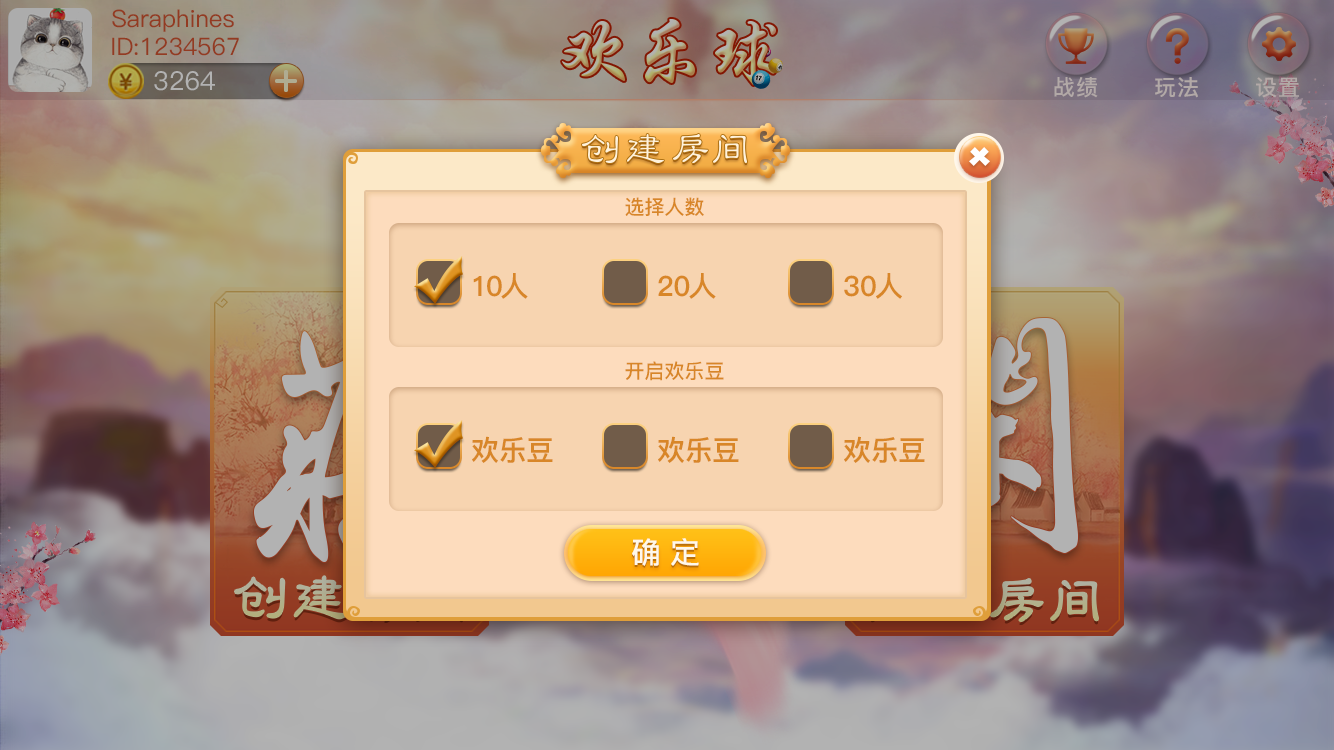 Saraphines
ID:1234567
¥ 3264
欢乐球
17
战绩 玩法 设置
创建房间
选择人数
10人 20人 30人
开启欢乐豆
欢乐豆 欢乐豆 欢乐豆
确定
创建
房间